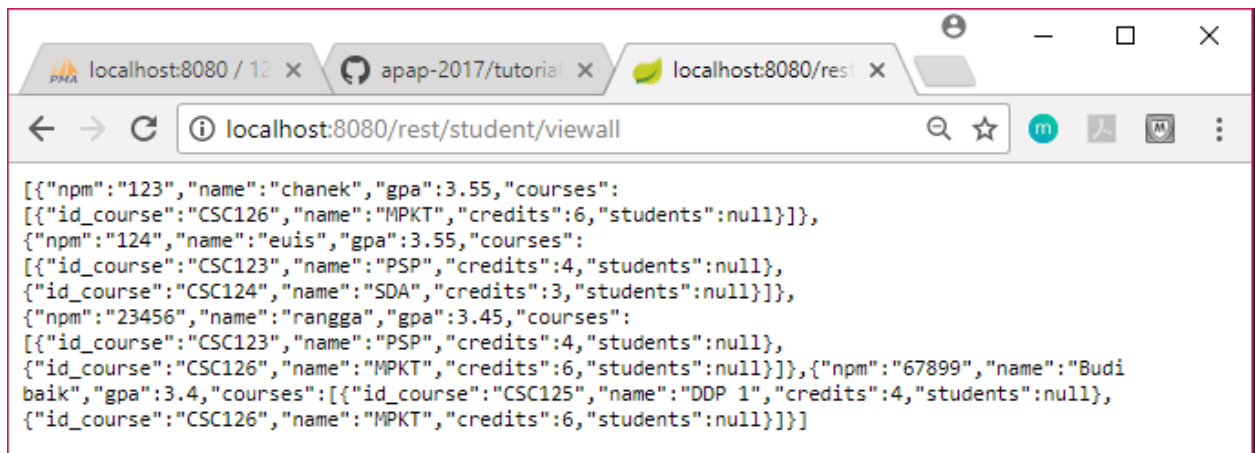 localhost:8080 / 12
apap-2017/tutorial
localhost:8080/rest
localhost:8080/rest/student/viewall
[{"npm":"123","name":"chanek","gpa":3.55,"courses":
[{"id_course":"CSC126","name":"MPKT","credits":6,"students":null}]},
{"npm":"124","name":"euis","gpa":3.55,"courses":
[{"id_course":"CSC123","name":"PSP","credits":4,"students":null},
{"id_course":"CSC124","name":"SDA","credits":3,"students":null}]},
{"npm":"23456","name":"rangga","gpa":3.45,"courses":
[{"id_course":"CSC123","name":"PSP","credits":4,"students":null},
{"id_course":"CSC126","name":"MPKT","credits":6,"students":null}]},{"npm":"67899","name":"Budi
baik","gpa":3.4,"courses":[{"id_course":"CSC125","name":"DDP 1","credits":4,"students":null},
{"id_course":"CSC126","name":"MPKT","credits":6,"students":null}]}]